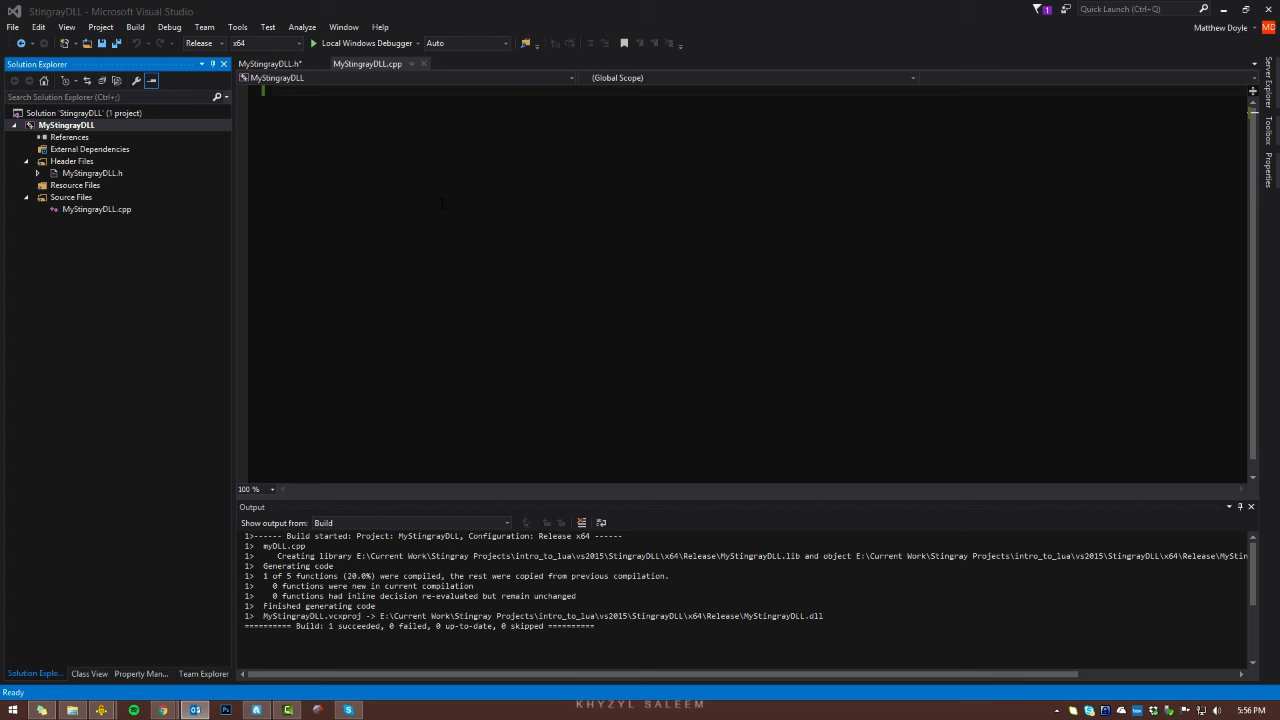 StingrayDLL - Microsoft Visual Studio
1
Quick Launch (Ctrl+Q)
File Edit View Project Build Debug Team Tools Test Analyze Window Help
Matthew Doyle
MD
Release x64 Local Windows Debugger Auto
Solution Explorer
MyStingrayDLL.h*
MyStingrayDLL.cpp
MyStingrayDLL
(Global Scope)
Search Solution Explorer (Ctrl+;)
Solution 'StingrayDLL' (1 project)
MyStingrayDLL
References
External Dependencies
Header Files
MyStingrayDLL.h
Resource Files
Source Files
MyStingrayDLL.cpp
Server Explorer
Toolbox
Properties
100 %
Output
Show output from: Build
1>------ Build started: Project: MyStingrayDLL, Configuration: Release x64 ------
1> myDLL.cpp
1> Creating library E:\Current Work\Stingray Projects\intro_to_lua\vs2015\StingrayDLL\x64\Release\MyStingrayDLL.lib and object E:\Current Work\Stingray Projects\intro_to_lua\vs2015\StingrayDLL\x64\Release\MySting
1> Generating code
1> 1 of 5 functions (20.0%) were compiled, the rest were copied from previous compilation.
1> 0 functions were new in current compilation
1> 0 functions had inline decision re-evaluated but remain unchanged
1> Finished generating code
1> MyStingrayDLL.vcxproj -> E:\Current Work\Stingray Projects\intro_to_lua\vs2015\StingrayDLL\x64\Release\MyStingrayDLL.dll
========== Build: 1 succeeded, 0 failed, 0 up-to-date, 0 skipped ==========
Solution Explo... Class View Property Man... Team Explorer
Ready
KHYZYL SALEEM
5:56 PM